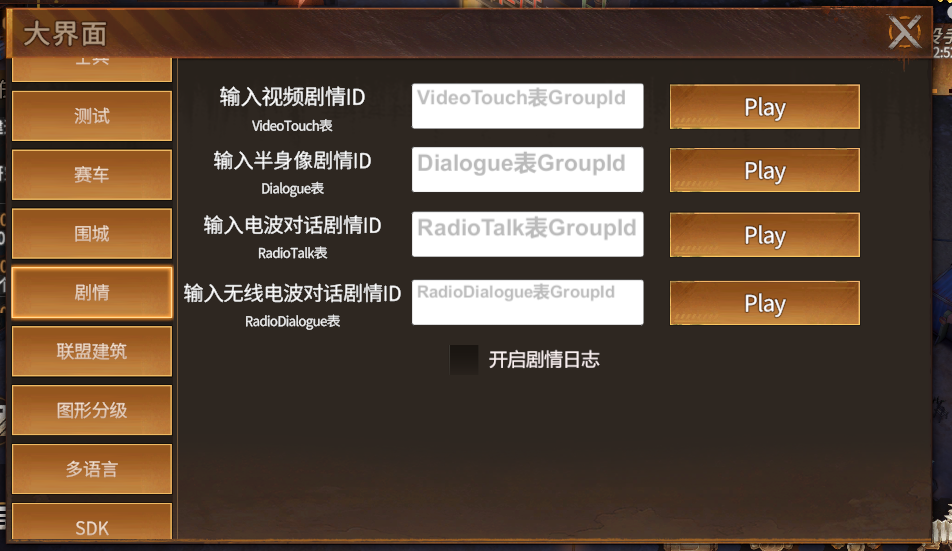 大界面
工具
测试
赛车
围城
剧情
联盟建筑
图形分级
多语言
SDK
输入视频剧情ID
VideoTouch表
VideoTouch表GroupId
Play
输入半身像剧情ID
Dialogue表
Dialogue表GroupId
Play
输入电波对话剧情ID
RadioTalk表
RadioTalk表GroupId
Play
输入无线电波对话剧情ID
RadioDialogue表
RadioDialogue表GroupId
Play
开启剧情日志